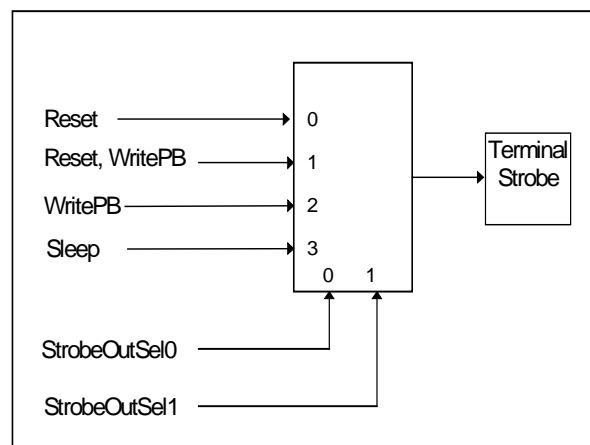 Reset
0
Reset, WritePB
1
Terminal
Strobe
WritePB
2
Sleep
3
0 1
StrobeOutSel0
StrobeOutSel1